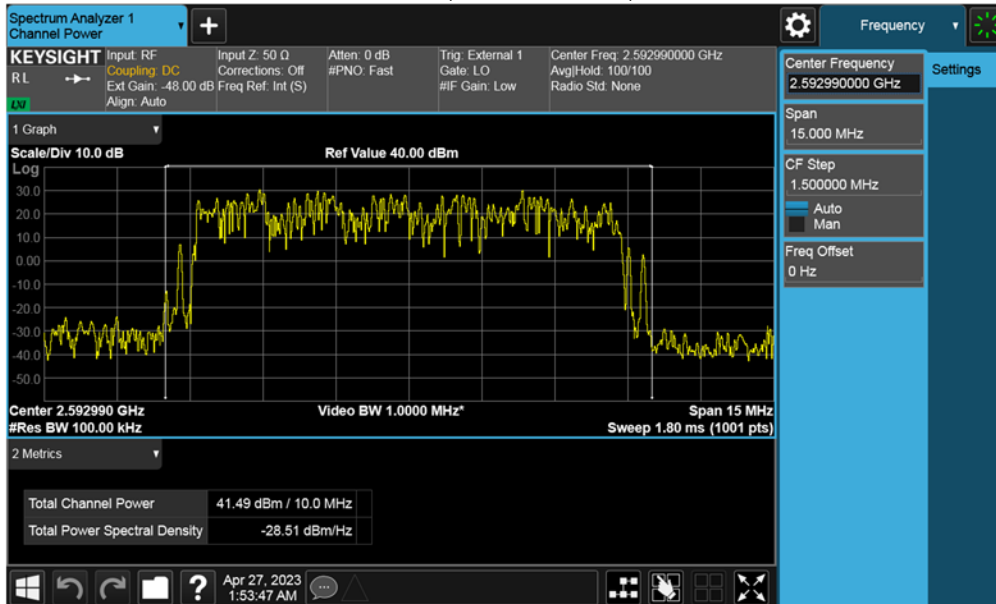 Spectrum Analyzer 1
Channel Power
Frequency
KEYSIGHT
RL
LXI
Input: RF
Coupling: DC
Ext Gain: -48.00 dB
Align: Auto
Input Z: 50 Ω
Corrections: Off
Freq Ref: Int (S)
Atten: 0 dB
#PNO: Fast
Trig: External 1
Gate: LO
#IF Gain: Low
Center Freq: 2.592990000 GHz
Avg|Hold: 100/100
Radio Std: None
Center Frequency
2.592990000 GHz
Settings
Span
15.000 MHz
CF Step
1.500000 MHz
Auto
Man
Freq Offset
0 Hz
1 Graph
Scale/Div 10.0 dB
Ref Value 40.00 dBm
Log
30.0
20.0
10.0
0.00
-10.0
-20.0
-30.0
-40.0
-50.0
Center 2.592990 GHz
Video BW 1.0000 MHz*
Span 15 MHz
#Res BW 100.00 kHz
Sweep 1.80 ms (1001 pts)
2 Metrics
Total Channel Power 41.49 dBm / 10.0 MHz
Total Power Spectral Density -28.51 dBm/Hz
?
Apr 27, 2023
1:53:47 AM